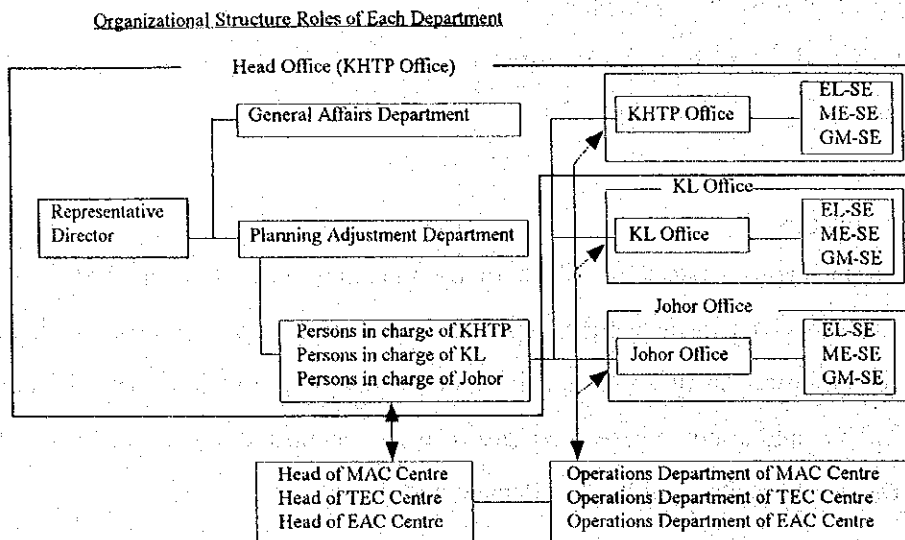 Organizational Structure Roles of Each Department
Head Office (KHTP Office)
General Affairs Department
Representative
Director
Planning Adjustment Department
Persons in charge of KHTP
Persons in charge of KL
Persons in charge of Johor
KHTP Office
EL-SE
ME-SE
GM-SE
KL Office
KL Office
EL-SE
ME-SE
GM-SE
Johor Office
Johor Office
EL-SE
ME-SE
GM-SE
Head of MAC Centre
Head of TEC Centre
Head of EAC Centre
Operations Department of MAC Centre
Operations Department of TEC Centre
Operations Department of EAC Centre